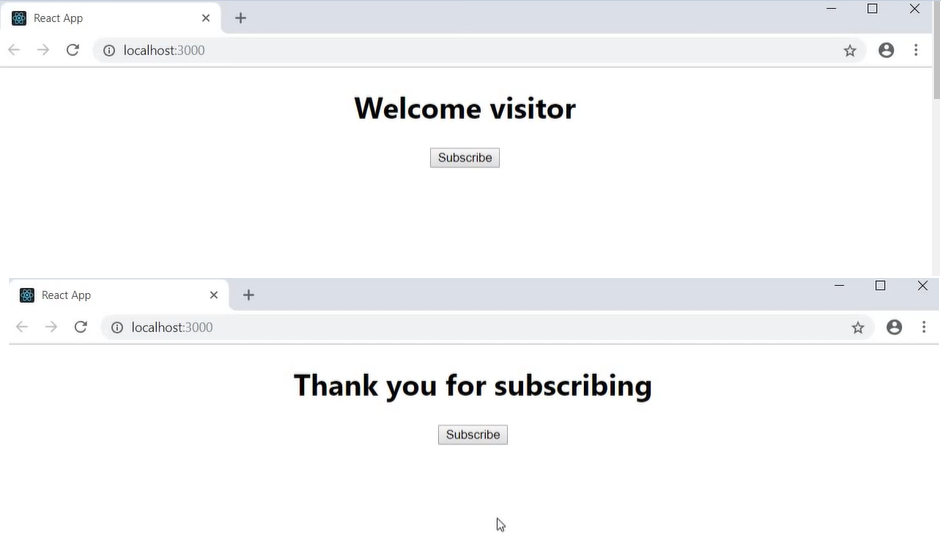 React App
localhost:3000
Welcome visitor
Subscribe
React App
localhost:3000
Thank you for subscribing
Subscribe